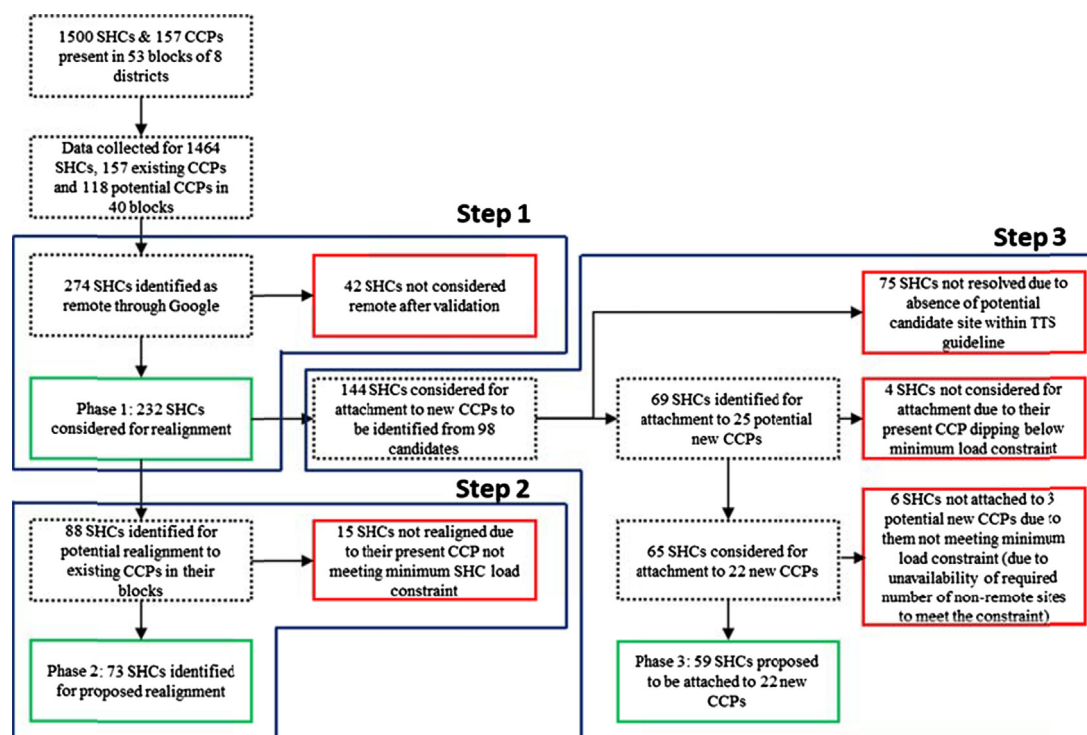 1500 SHCs & 157 CCPs
present in 53 blocks of 8
districts
Data collected for 1464
SHCs, 157 existing CCPs
and 118 potential CCPs in
40 blocks
Step 1
274 SHCs identified as
remote through Google
42 SHCs not considered
remote after validation
Phase 1: 232 SHCs
considered for realignment
Step 3
144 SHCs considered for
attachment to new CCPs to
be identified from 98
candidates
75 SHCs not resolved due to
absence of potential
candidate site within TTS
guideline
69 SHCs identified for
attachment to 25 potential
new CCPs
4 SHCs not considered for
attachment due to their
present CCP dipping below
minimum load constraint
Step 2
88 SHCs identified for
potential realignment to
existing CCPs in their
blocks
15 SHCs not realigned due
to their present CCP not
meeting minimum SHC load
constraint
Phase 2: 73 SHCs identified
for proposed realignment
65 SHCs considered for
attachment to 22 new CCPs
6 SHCs not attached to 3
potential new CCPs due to
them not meeting minimum
load constraint (due to
unavailability of required
number of non-remote sites
to meet the constraint)
Phase 3: 59 SHCs proposed
to be attached to 22 new
CCPs